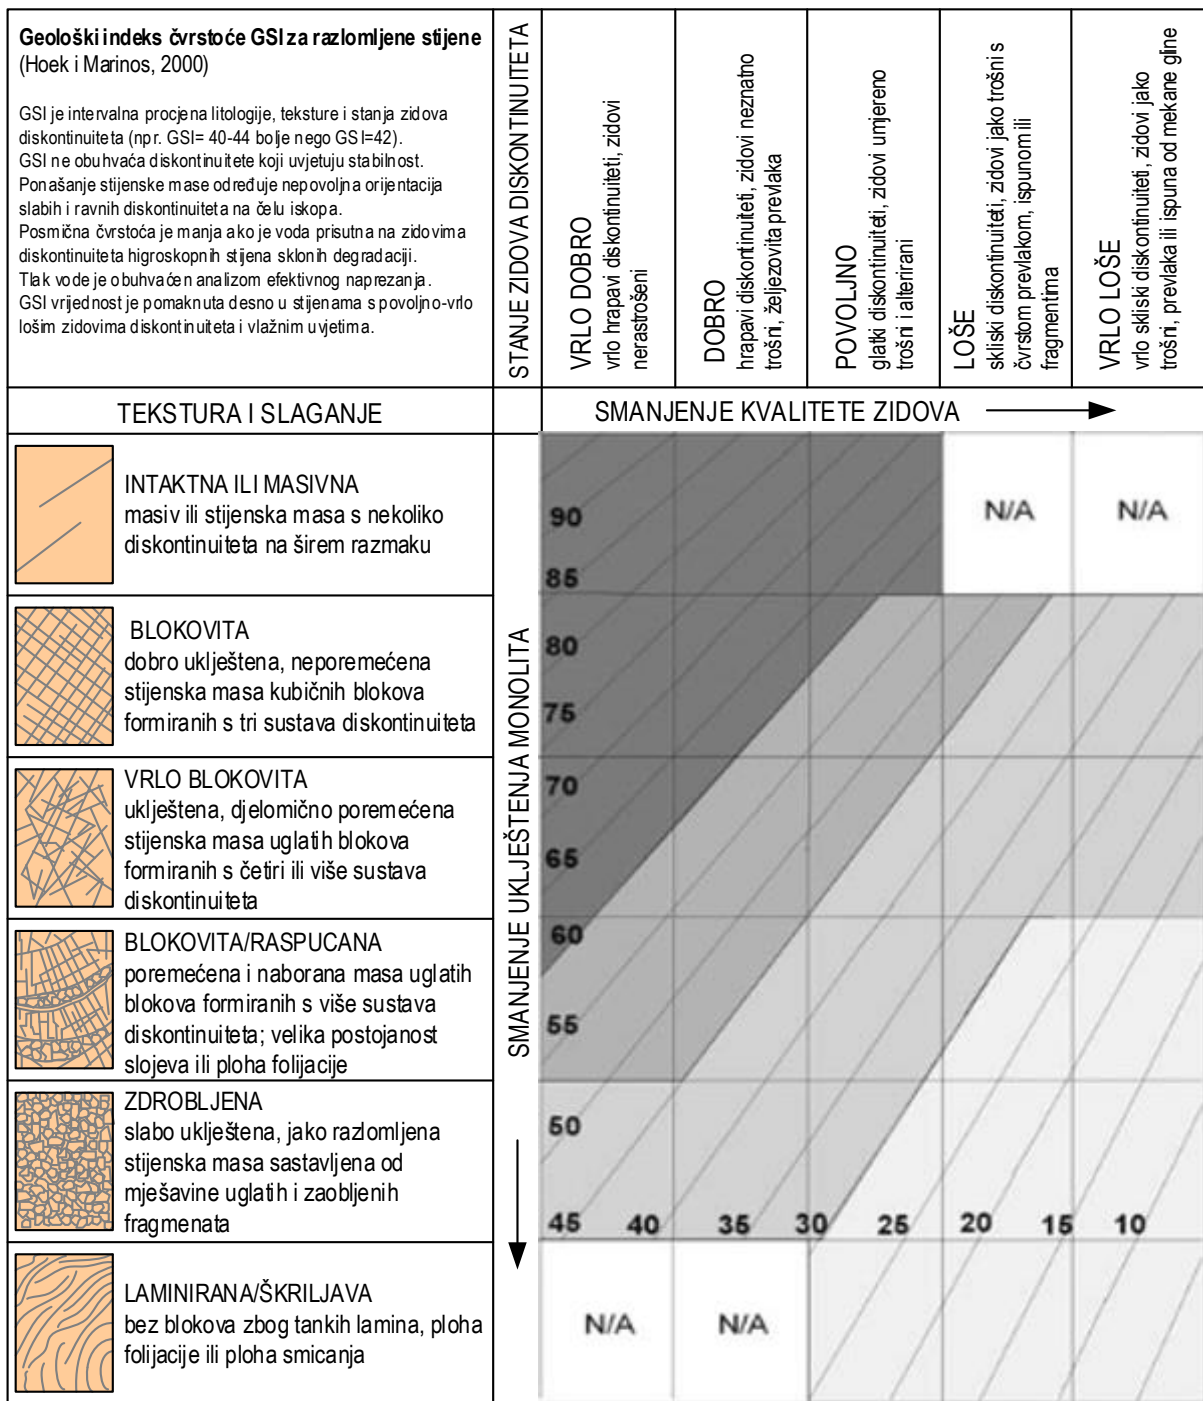 Geološki indeks čvrstoće GSI za razlomljene stijene
(Hoek i Marinos, 2000)
GSI je intervalna procjena litologije, teksture i stanja zidova
diskontinuiteta (npr. GSI= 40-44 bolje nego GSI=42).
GSI ne obuhvaća diskontinuitete koji uvjetuju stabilnost.
Ponašanje stijenske mase određuje nepovoljna orijentacija
slabih i ravnih diskontinuiteta na čelu iskopa.
Posmična čvrstoća je manja ako je voda prisutna na zidovima
diskontinuiteta higroskopnih stijena sklonih degradaciji.
Tlak vode je obuhvaćen analizom efektivnog naprezanja.
GSI vrijednost je pomaknuta desno u stijenama s povoljno-vrlo
lošim zidovima diskontinuiteta i vlažnim uvjetima.
STANJE ZIDOVA DISKONTINUITETA
VRLO DOBRO
vrlo hrapavi diskontinuiteti, zidovi
nerastrošeni
DOBRO
hrapavi diskontinuiteti, zidovi neznatno
trošni, željezovita prevlaka
POVOLJNO
glatki diskontinuiteti, zidovi umjereno
trošni i alterirani
LOŠE
skliski diskontinuiteti, zidovi jako trošni s
čvrstom prevlakom, ispunom ili
fragmentima
VRLO LOŠE
vrlo skliski diskontinuiteti, zidovi jako
trošni, prevlaka ili ispuna od mekane gline
TEKSTURA I SLAGANJE
SMANJENJE KVALITETE ZIDOVA
SMANJENJE UKLJEŠTENJA MONOLITA
INTAKTNA ILI MASIVNA
masiv ili stijenska masa s nekoliko
diskontinuiteta na širem razmaku
90
N/A
N/A
85
BLOKOVITA
dobro uklještena, neporemećena
stijenska masa kubičnih blokova
formiranih s tri sustava diskontinuiteta
80
75
VRLO BLOKOVITA
uklještena, djelomično poremećena
stijenska masa uglatih blokova
formiranih s četiri ili više sustava
diskontinuiteta
70
65
BLOKOVITA/RASPUCANA
poremećena i naborana masa uglatih
blokova formiranih s više sustava
diskontinuiteta; velika postojanost
slojeva ili ploha folijacije
60
55
ZDROBLJENA
slabo uklještena, jako razlomljena
stijenska masa sastavljena od
mješavine uglatih i zaobljenih
fragmenata
50
45 40 35 30 25 20 15 10
LAMINIRANA/ŠKRILJAVA
bez blokova zbog tankih lamina, ploha
folijacije ili ploha smicanja
N/A
N/A